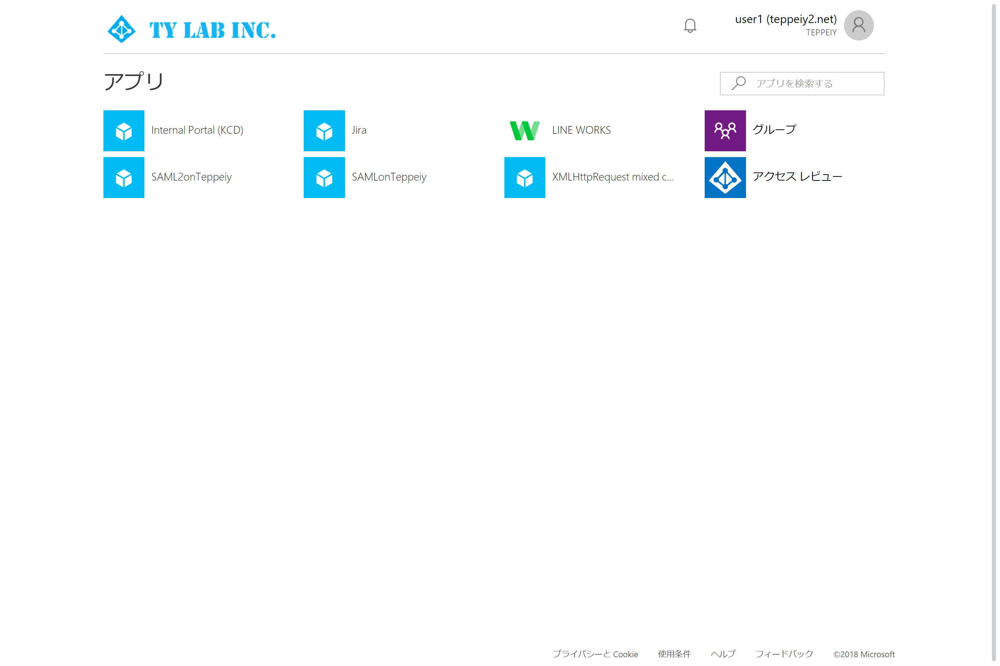 TY LAB INC.
user1 (teppeiy2.net)
TEPPEIY
アプリ
アプリを検索する
Internal Portal (KCD)
Jira
LINE WORKS
グループ
SAML2onTeppeiy
SAMLonTeppeiy
XMLHttpRequest mixed c...
アクセス レビュー
プライバシーと Cookie
使用条件
ヘルプ
フィードバック
©2018 Microsoft